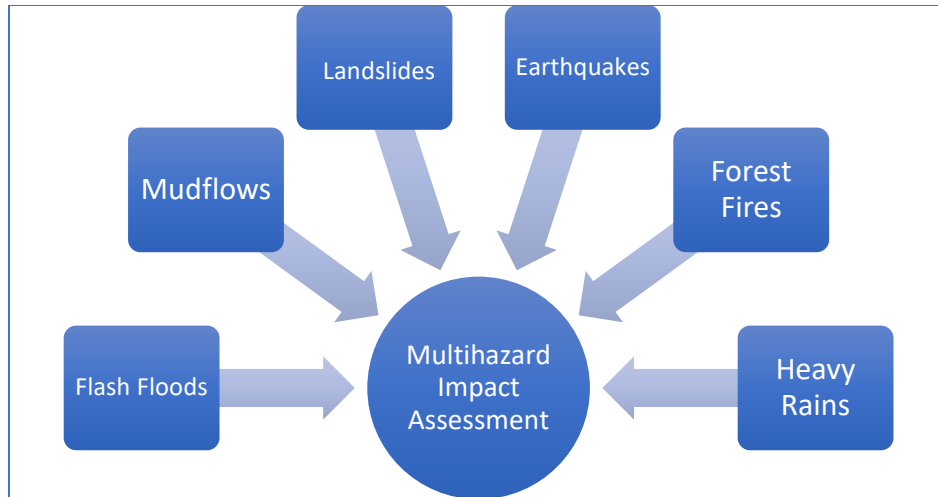 Landslides
Earthquakes
Mudflows
Forest
Fires
Flash Floods
Multihazard
Impact
Assessment
Heavy
Rains